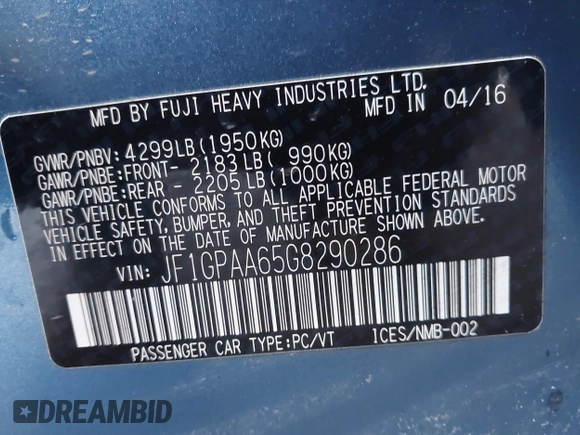 MFD BY FUJI HEAVY INDUSTRIES LTD.
MFD IN 04/16
GVWR/PNBV: 4299LB(1950KG)
GAWR/PNBE:FRONT- 2183LB( 990KG)
GAWR/PNBE:REAR - 2205LB(1000KG)
THIS VEHICLE CONFORMS TO ALL APPLICABLE FEDERAL MOTOR
VEHICLE SAFETY, BUMPER, AND THEFT PREVENTION STANDARDS
IN EFFECT ON THE DATE OF MANUFACTURE SHOWN ABOVE.
VIN: JF1GPAA65G8290286
PASSENGER CAR TYPE:PC/VT ICES/NMB-002
DREAMBID